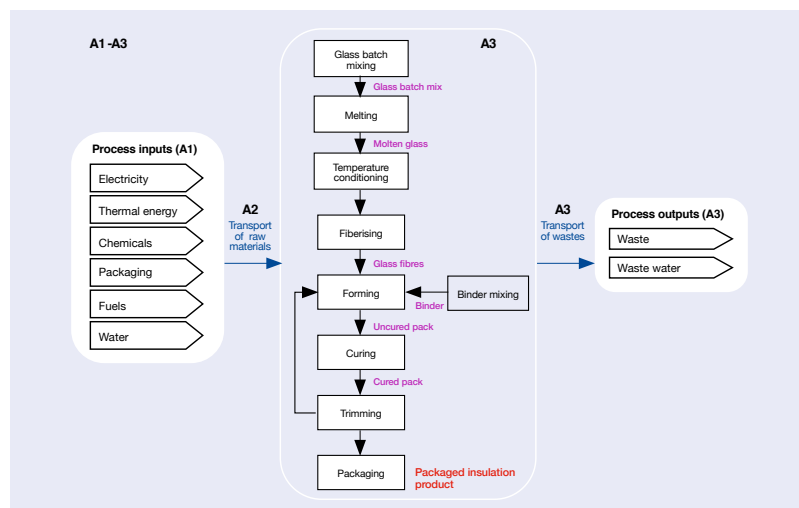 A1-A3
A3
Process inputs (A1)
Electricity
Thermal energy
Chemicals
Packaging
Fuels
Water
A2
Transport
of raw
materials
Glass batch
mixing
Glass batch mix
Melting
Molten glass
Temperature
conditioning
Fiberising
Glass fibres
Forming
Binder
Binder mixing
Uncured pack
Curing
Cured pack
Trimming
Packaging
Packaged insulation
product
A3
Transport
of wastes
Process outputs (A3)
Waste
Waste water